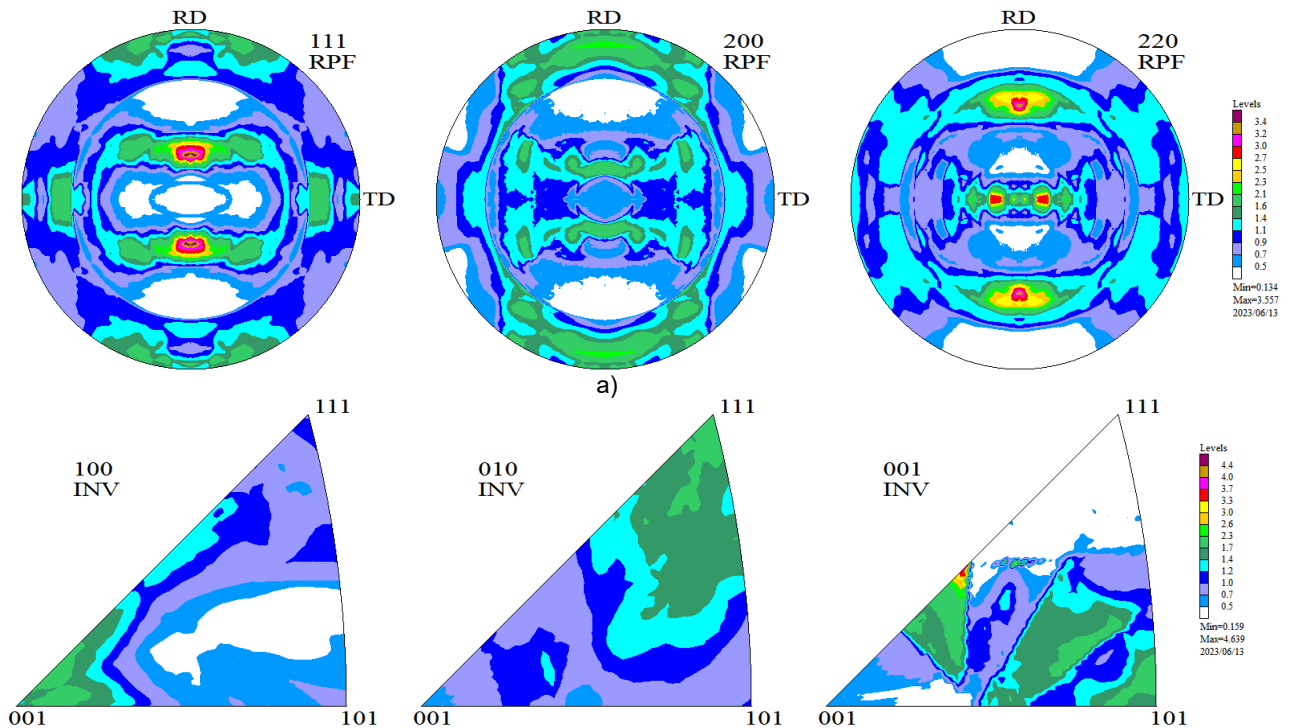 RD
111
RPF
TD
RD
200
RPF
TD
RD
220
RPF
TD
Levels
3.4
3.2
3.0
2.7
2.5
2.3
2.1
1.6
1.4
1.1
0.9
0.7
0.5
Min=0.134
Max=3.557
2023/06/13
a)
111
100
INV
001
101
111
010
INV
001
101
111
001
INV
001
101
Levels
4.4
4.0
3.7
3.3
3.0
2.6
2.3
1.7
1.4
1.2
1.0
0.7
0.5
Min=0.159
Max=4.639
2023/06/13